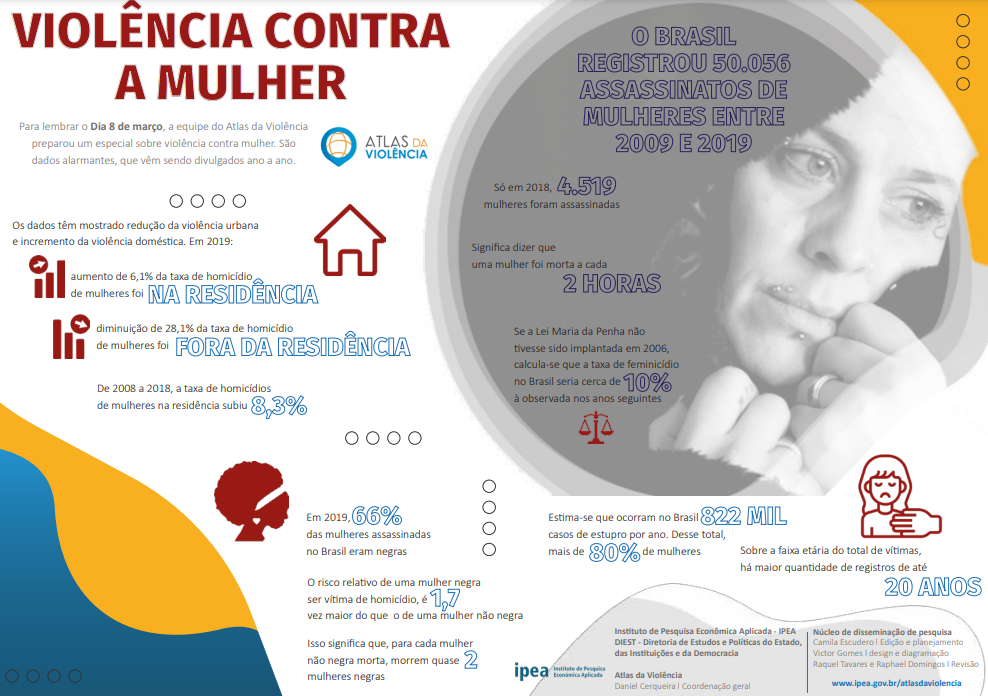 VIOLÊNCIA CONTRA
A MULHER
Para lembrar o Dia 8 de março, a equipe do Atlas da Violência
preparou um especial sobre violência contra mulher. São
dados alarmantes, que vêm sendo divulgados ano a ano.
ATLAS DA
VIOLÊNCIA
Os dados têm mostrado redução da violência urbana
e incremento da violência doméstica. Em 2019:
aumento de 6,1% da taxa de homicídio
de mulheres foi NA RESIDÊNCIA
diminuição de 28,1% da taxa de homicídio
de mulheres foi FORA DA RESIDÊNCIA
De 2008 a 2018, a taxa de homicídios
de mulheres na residência subiu 8,3%
O BRASIL
REGISTROU 50.056
ASSASSINATOS DE
MULHERES ENTRE
2009 E 2019
Só em 2018, 4.519
mulheres foram assassinadas
Significa dizer que
uma mulher foi morta a cada
2 HORAS
Se a Lei Maria da Penha não
tivesse sido implantada em 2006,
calcula-se que a taxa de feminicídio
no Brasil seria cerca de 10%
à observada nos anos seguintes
Em 2019, 66%
das mulheres assassinadas
no Brasil eram negras
O risco relativo de uma mulher negra
ser vítima de homicídio, é 1,7
vez maior do que o de uma mulher não negra
Isso significa que, para cada mulher
não negra morta, morrem quase 2
mulheres negras
Estima-se que ocorram no Brasil 822 MIL
casos de estupro por ano. Desse total,
mais de 80% de mulheres
Sobre a faixa etária do total de vítimas,
há maior quantidade de registros de até
20 ANOS
ipea Instituto de Pesquisa
Econômica Aplicada
Instituto de Pesquisa Econômica Aplicada - IPEA
DIEST - Diretoria de Estudos e Políticas do Estado,
das Instituições e da Democracia
Atlas da Violência
Daniel Cerqueira | Coordenação geral
Núcleo de disseminação de pesquisa
Camila Escudero | Edição e planejamento
Victor Gomes | design e diagramação
Raquel Tavares e Raphael Domingos | Revisão
www.ipea.gov.br/atlasdaviolencia